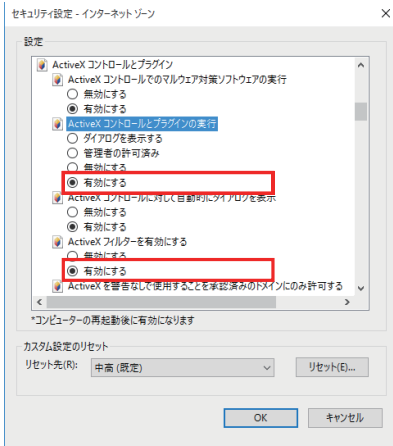 セキュリティ設定 - インターネット ゾーン
設定
ActiveX コントロールとプラグイン
ActiveX コントロールでのマルウェア対策ソフトウェアの実行
無効にする
有効にする
ActiveX コントロールとプラグインの実行
ダイアログを表示する
管理者の許可済み
無効にする
有効にする
ActiveX コントロールに対して自動的にダイアログを表示
無効にする
有効にする
ActiveX フィルターを有効にする
無効にする
有効にする
ActiveX を警告なしで使用することを承認済みのドメインにのみ許可する
*コンピューターの再起動後に有効になります
カスタム設定のリセット
リセット先(R): 中高 (既定) リセット(E)...
OK キャンセル